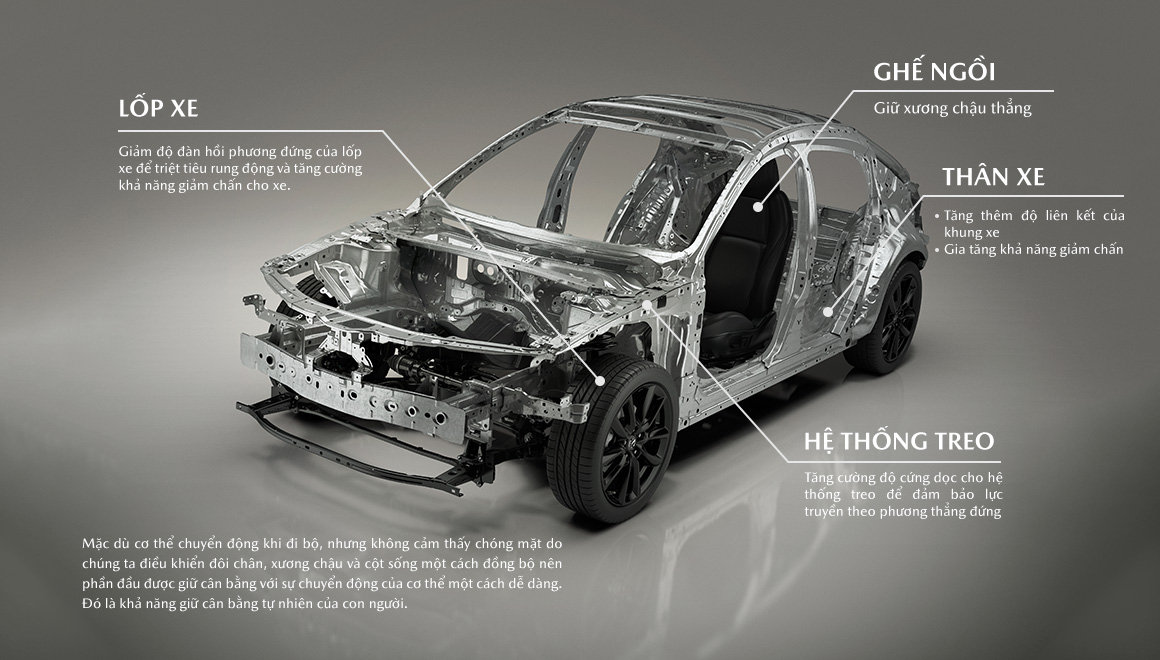 LỐP XE
Giảm độ đàn hồi phương đứng của lốp
xe để triệt tiêu rung động và tăng cường
khả năng giảm chấn cho xe.
GHẾ NGỒI
Giữ xương chậu thẳng
THÂN XE
• Tăng thêm độ liên kết của
khung xe
• Gia tăng khả năng giảm chấn
HỆ THỐNG TREO
Tăng cường độ cứng dọc cho hệ
thống treo để đảm bảo lực
truyền theo phương thẳng đứng
Mặc dù cơ thể chuyển động khi đi bộ, nhưng không cảm thấy chóng mặt do
chúng ta điều khiển đôi chân, xương chậu và cột sống một cách đồng bộ nên
phần đầu được giữ cân bằng với sự chuyển động của cơ thể một cách dễ dàng.
Đó là khả năng giữ cân bằng tự nhiên của con người.